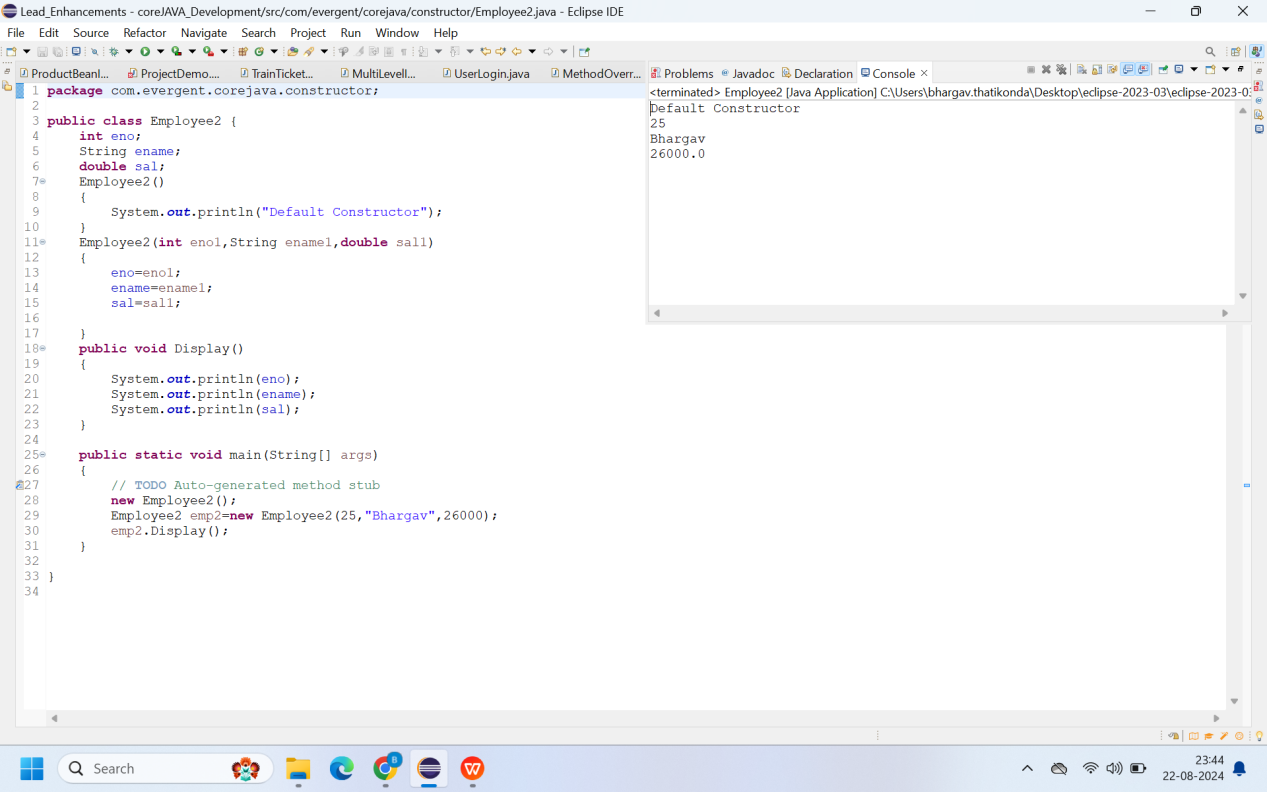 Lead_Enhancements - coreJAVA_Development/src/com/evergent/corejava/constructor/Employee2.java - Eclipse IDE
File Edit Source Refactor Navigate Search Project Run Window Help
ProductBeanI... ProjectDemo.... TrainTicket... MultiLevelI... UserLogin.java MethodOverr...
1 package com.evergent.corejava.constructor;
2
3 public class Employee2 {
4 int eno;
5 String ename;
6 double sal;
7 Employee2()
8 {
9 System.out.println("Default Constructor");
10 }
11 Employee2(int eno1,String ename1,double sal1)
12 {
13 eno=eno1;
14 ename=ename1;
15 sal=sal1;
16
17 }
18 public void Display()
19 {
20 System.out.println(eno);
21 System.out.println(ename);
22 System.out.println(sal);
23 }
24
25 public static void main(String[] args)
26 {
27 // TODO Auto-generated method stub
28 new Employee2();
29 Employee2 emp2=new Employee2(25,"Bhargav",26000);
30 emp2.Display();
31 }
32
33 }
34
Problems Javadoc Declaration Console
<terminated> Employee2 [Java Application] C:\Users\bhargav.thatikonda\Desktop\eclipse-2023-03\eclipse-2023-03
Default Constructor
25
Bhargav
26000.0
Search
B
23:44
22-08-2024